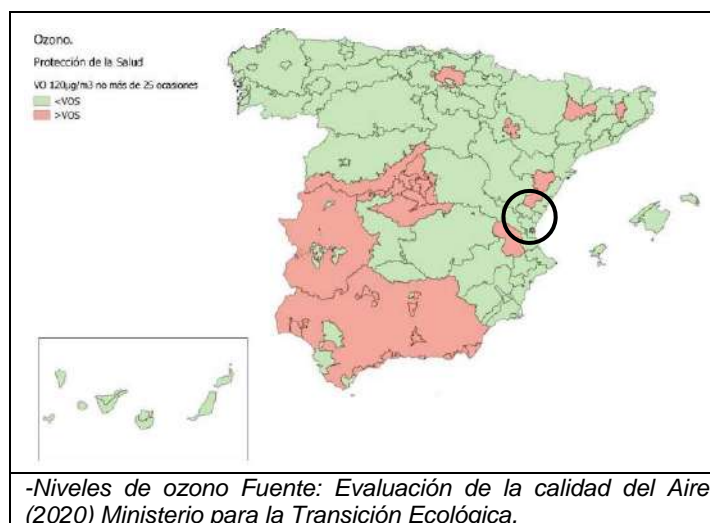 Ozono.
Protección de la Salud
VO 120µg/m3 no más de 25 ocasiones
<VOS
>VOS
-Niveles de ozono Fuente: Evaluación de la calidad del Aire
(2020) Ministerio para la Transición Ecológica.